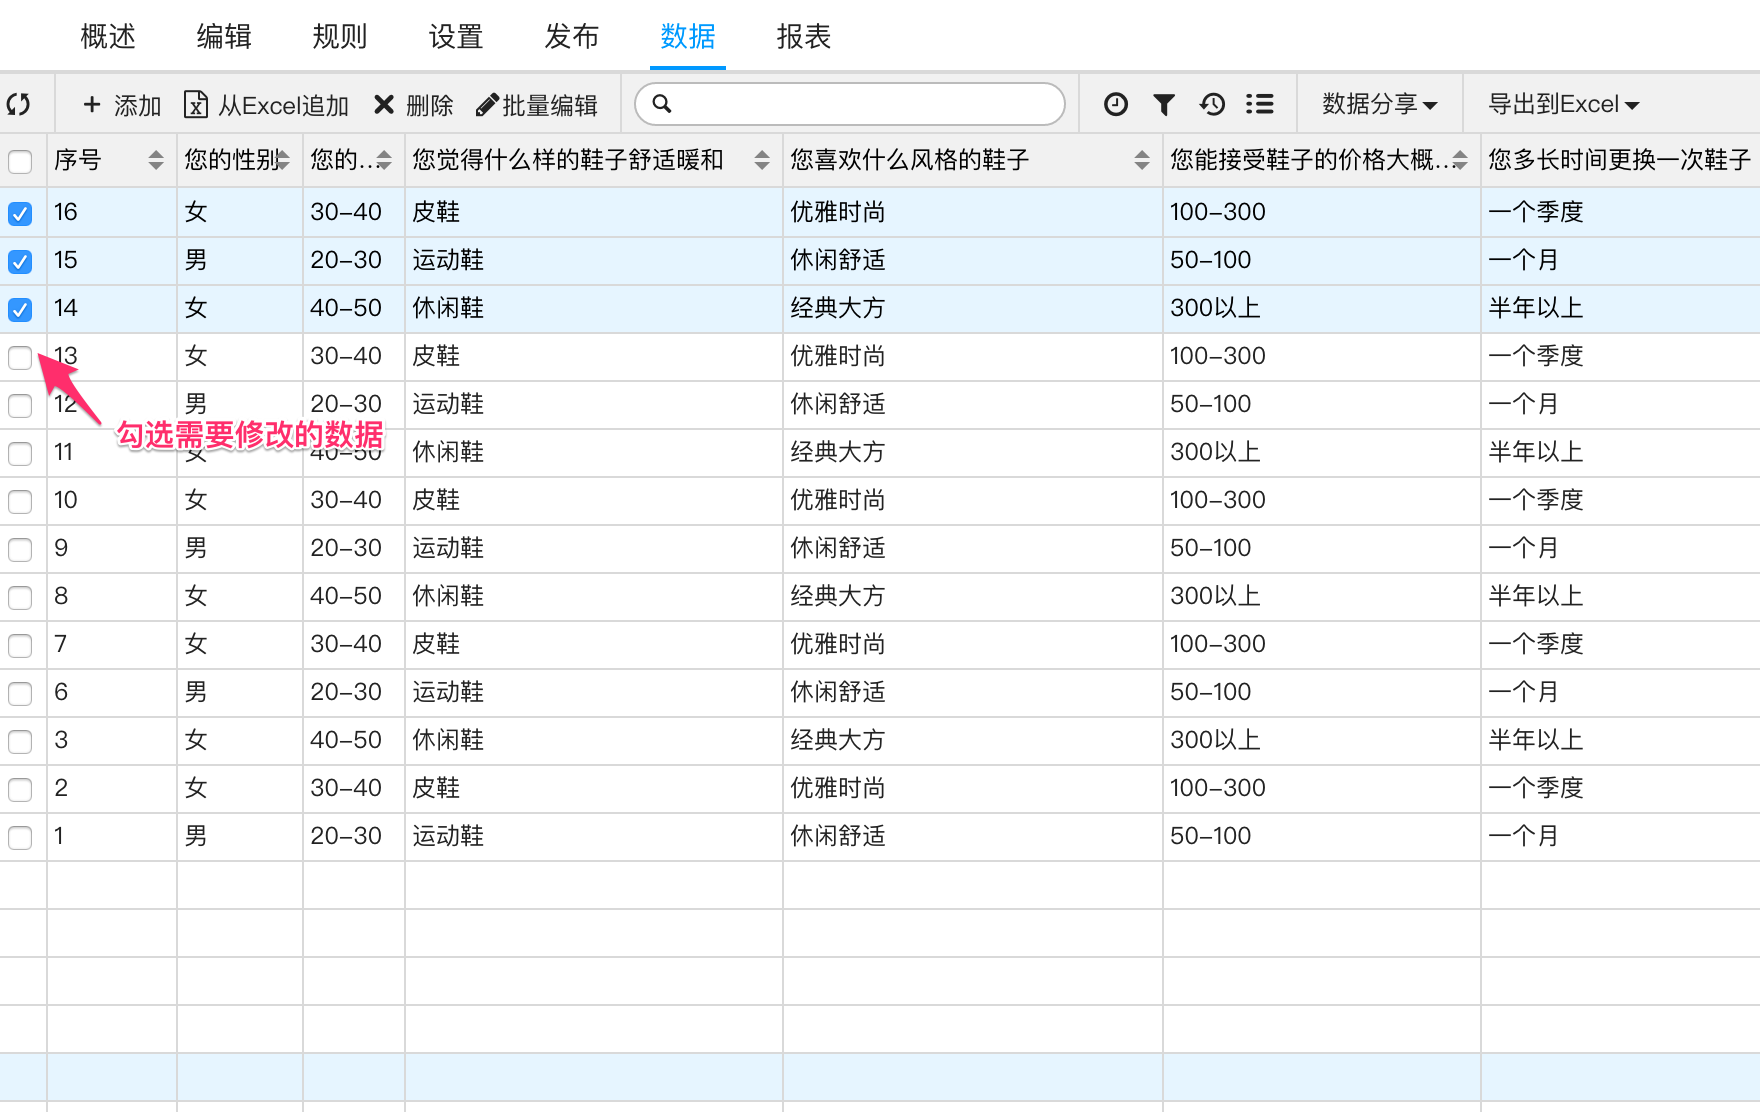 概述 编辑 规则 设置 发布 数据 报表
添加 从Excel追加 删除 批量编辑 数据分享 导出到Excel
序号 您的性别 您的... 您觉得什么样的鞋子舒适暖和 您喜欢什么风格的鞋子 您能接受鞋子的价格大概... 您多长时间更换一次鞋子
16 女 30-40 皮鞋 优雅时尚 100-300 一个季度
15 男 20-30 运动鞋 休闲舒适 50-100 一个月
14 女 40-50 休闲鞋 经典大方 300以上 半年以上
13 女 30-40 皮鞋 优雅时尚 100-300 一个季度
12 男 20-30 运动鞋 休闲舒适 50-100 一个月
勾选需要修改的数据
11 女 40-50 休闲鞋 经典大方 300以上 半年以上
10 女 30-40 皮鞋 优雅时尚 100-300 一个季度
9 男 20-30 运动鞋 休闲舒适 50-100 一个月
8 女 40-50 休闲鞋 经典大方 300以上 半年以上
7 女 30-40 皮鞋 优雅时尚 100-300 一个季度
6 男 20-30 运动鞋 休闲舒适 50-100 一个月
3 女 40-50 休闲鞋 经典大方 300以上 半年以上
2 女 30-40 皮鞋 优雅时尚 100-300 一个季度
1 男 20-30 运动鞋 休闲舒适 50-100 一个月